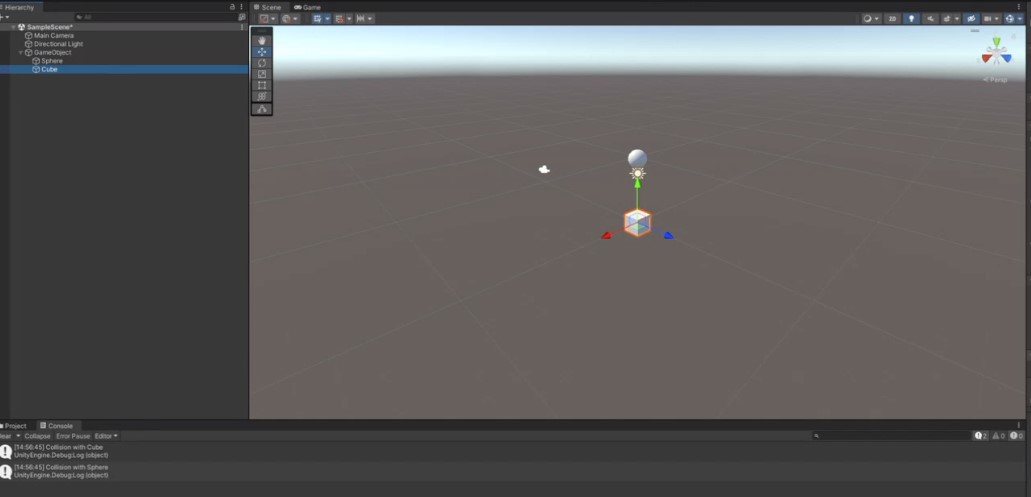 Hierarchy
Scene
Game
SampleScene*
Main Camera
Directional Light
GameObject
Sphere
Cube
2D
Persp
Project
Console
lear
Collapse
Error Pause
Editor
2
0
0
[14:56:45] Collision with Cube
UnityEngine.Debug:Log (object)
[14:56:45] Collision with Sphere
UnityEngine.Debug:Log (object)